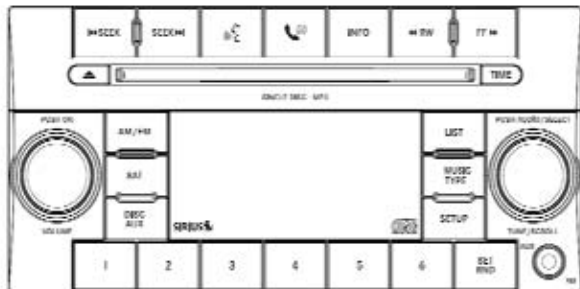 SEEK
SEEK
INFO
RW
FF
TIME
SINGLE DISC - MP3
PUSH ON
VOLUME
AM/FM
SAT
DISC
AUX
SIRIUS
LIST
MUSIC
TYPE
SETUP
PUSH AUDIO/SELECT
TUNE/SCROLL
AUX
1
2
3
4
5
6
SET
RND